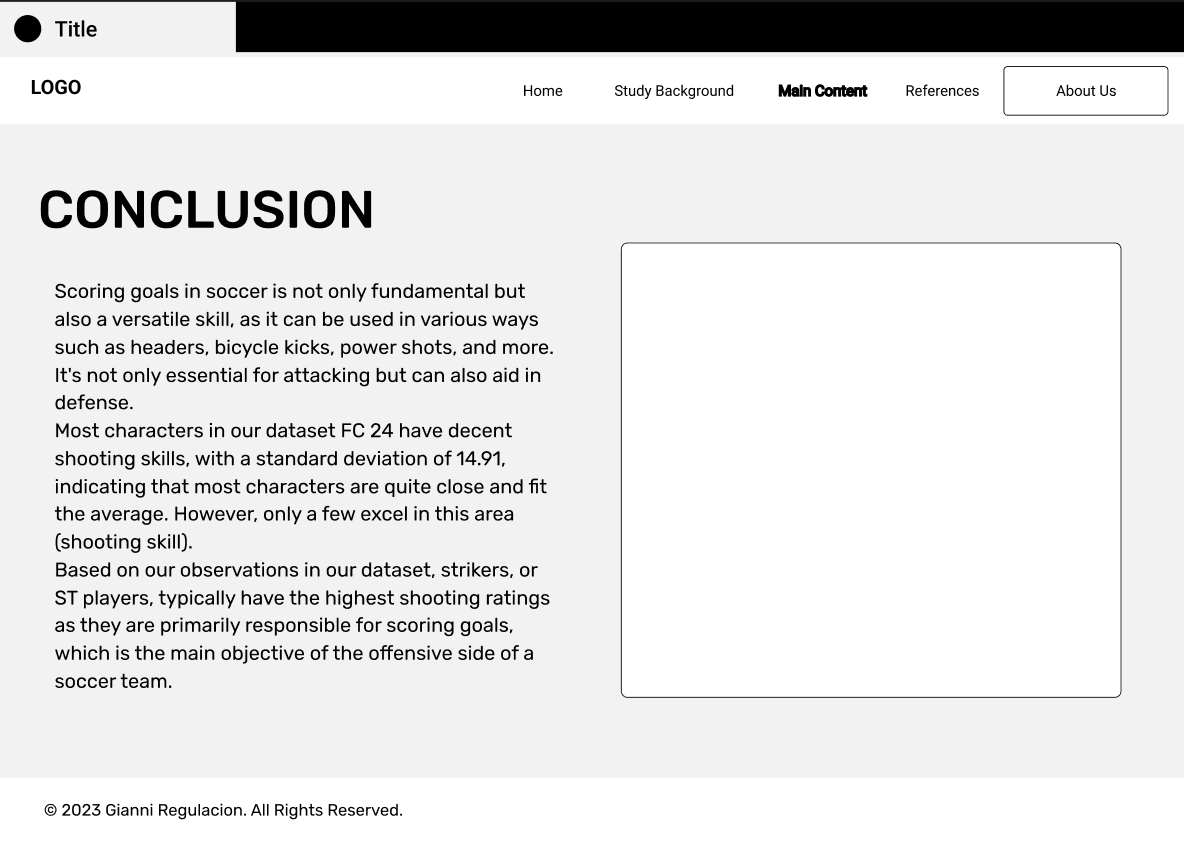 Title
LOGO
Home
Study Background
Main Content
References
About Us
CONCLUSION
Scoring goals in soccer is not only fundamental but
also a versatile skill, as it can be used in various ways
such as headers, bicycle kicks, power shots, and more.
It's not only essential for attacking but can also aid in
defense.
Most characters in our dataset FC 24 have decent
shooting skills, with a standard deviation of 14.91,
indicating that most characters are quite close and fit
the average. However, only a few excel in this area
(shooting skill).
Based on our observations in our dataset, strikers, or
ST players, typically have the highest shooting ratings
as they are primarily responsible for scoring goals,
which is the main objective of the offensive side of a
soccer team.
© 2023 Gianni Regulacion. All Rights Reserved.